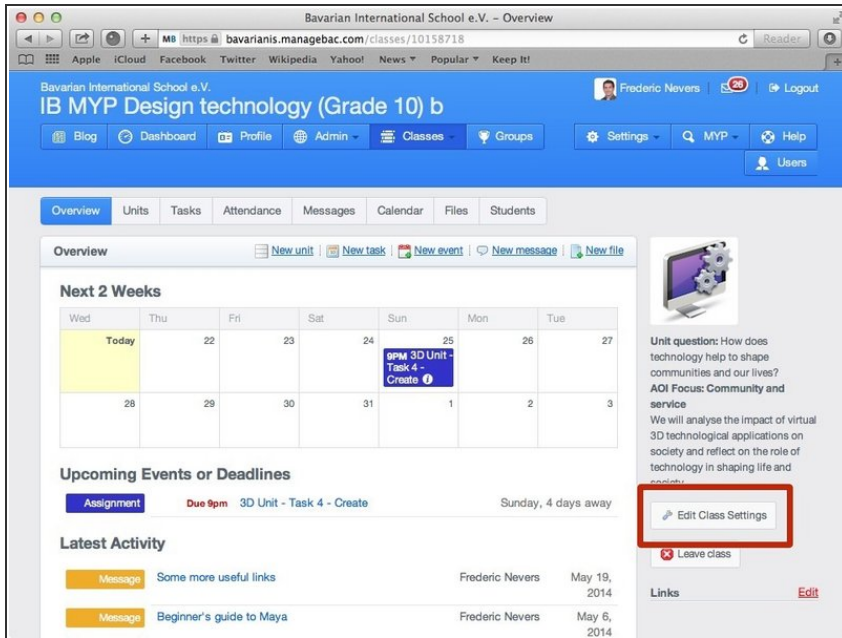 Bavarian International School e.V. – Overview
MB https bavarianis.managebac.com/classes/10158718 Reader
Apple iCloud Facebook Twitter Wikipedia Yahoo! News Popular Keep It!
Bavarian International School e.V.
IB MYP Design technology (Grade 10) b
Frederic Nevers 26 Logout
Blog Dashboard Profile Admin Classes Groups Settings MYP Help
Users
Overview Units Tasks Attendance Messages Calendar Files Students
Overview New unit New task New event New message New file
Next 2 Weeks
Wed Thu Fri Sat Sun Mon Tue
Today 22 23 24 25 26 27
9PM 3D Unit -
Task 4 -
Create
28 29 30 31 1 2 3
Upcoming Events or Deadlines
Assignment Due 9pm 3D Unit - Task 4 - Create Sunday, 4 days away
Latest Activity
Message Some more useful links Frederic Nevers May 19,
2014
Message Beginner's guide to Maya Frederic Nevers May 6,
2014
Unit question: How does
technology help to shape
communities and our lives?
AOI Focus: Community and
service
We will analyse the impact of virtual
3D technological applications on
society and reflect on the role of
technology in shaping life and
society
Edit Class Settings
Leave class
Links Edit